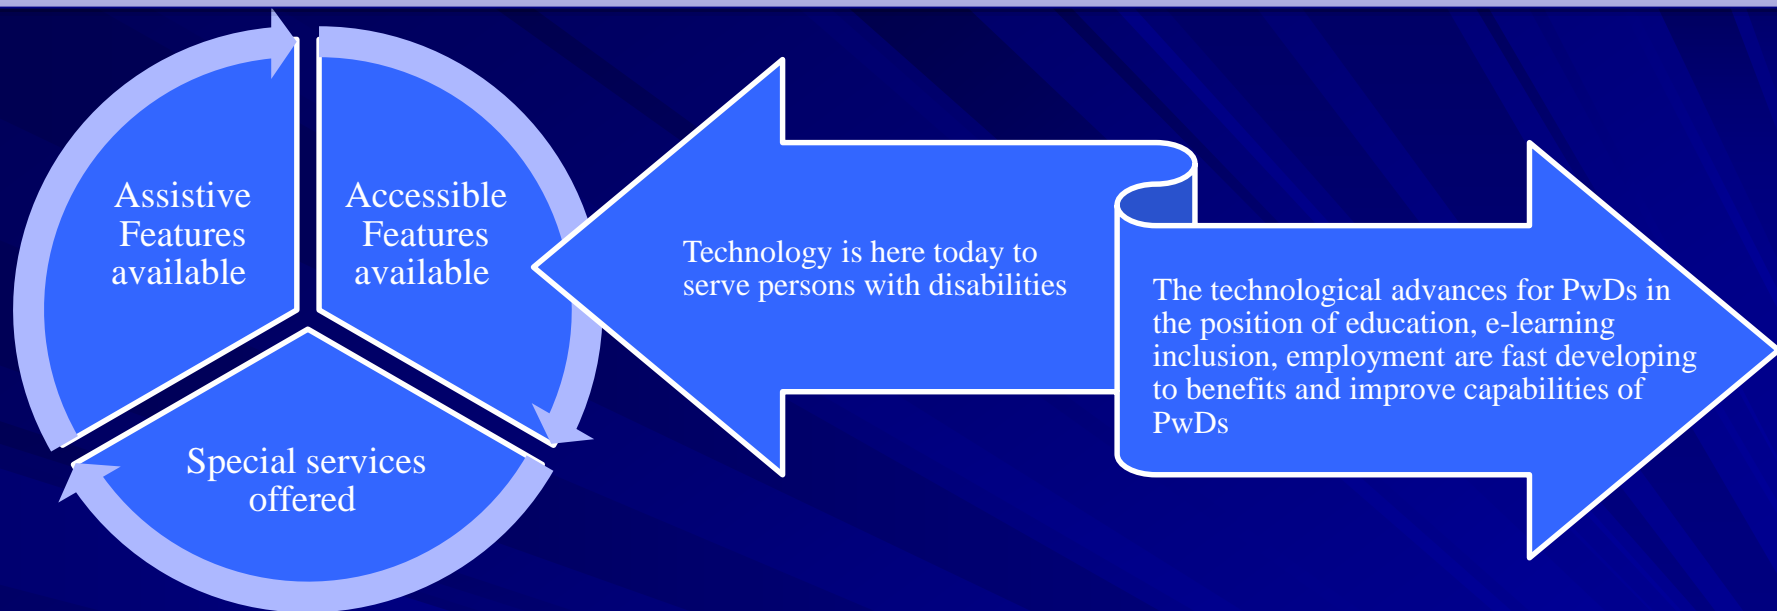 Assistive
Features
available
Accessible
Features
available
Special services
offered
Technology is here today to
serve persons with disabilities
The technological advances for PwDs in
the position of education, e-learning
inclusion, employment are fast developing
to benefits and improve capabilities of
PwDs